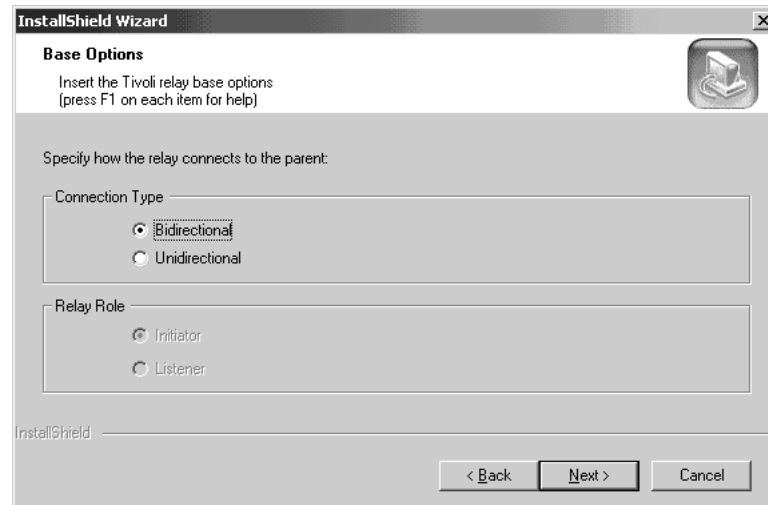 InstallShield Wizard
Base Options
Insert the Tivoli relay base options
(press F1 on each item for help)
Specify how the relay connects to the parent:
Connection Type
Bidirectional
Unidirectional
Relay Role
Initiator
Listener
InstallShield
< Back Next > Cancel